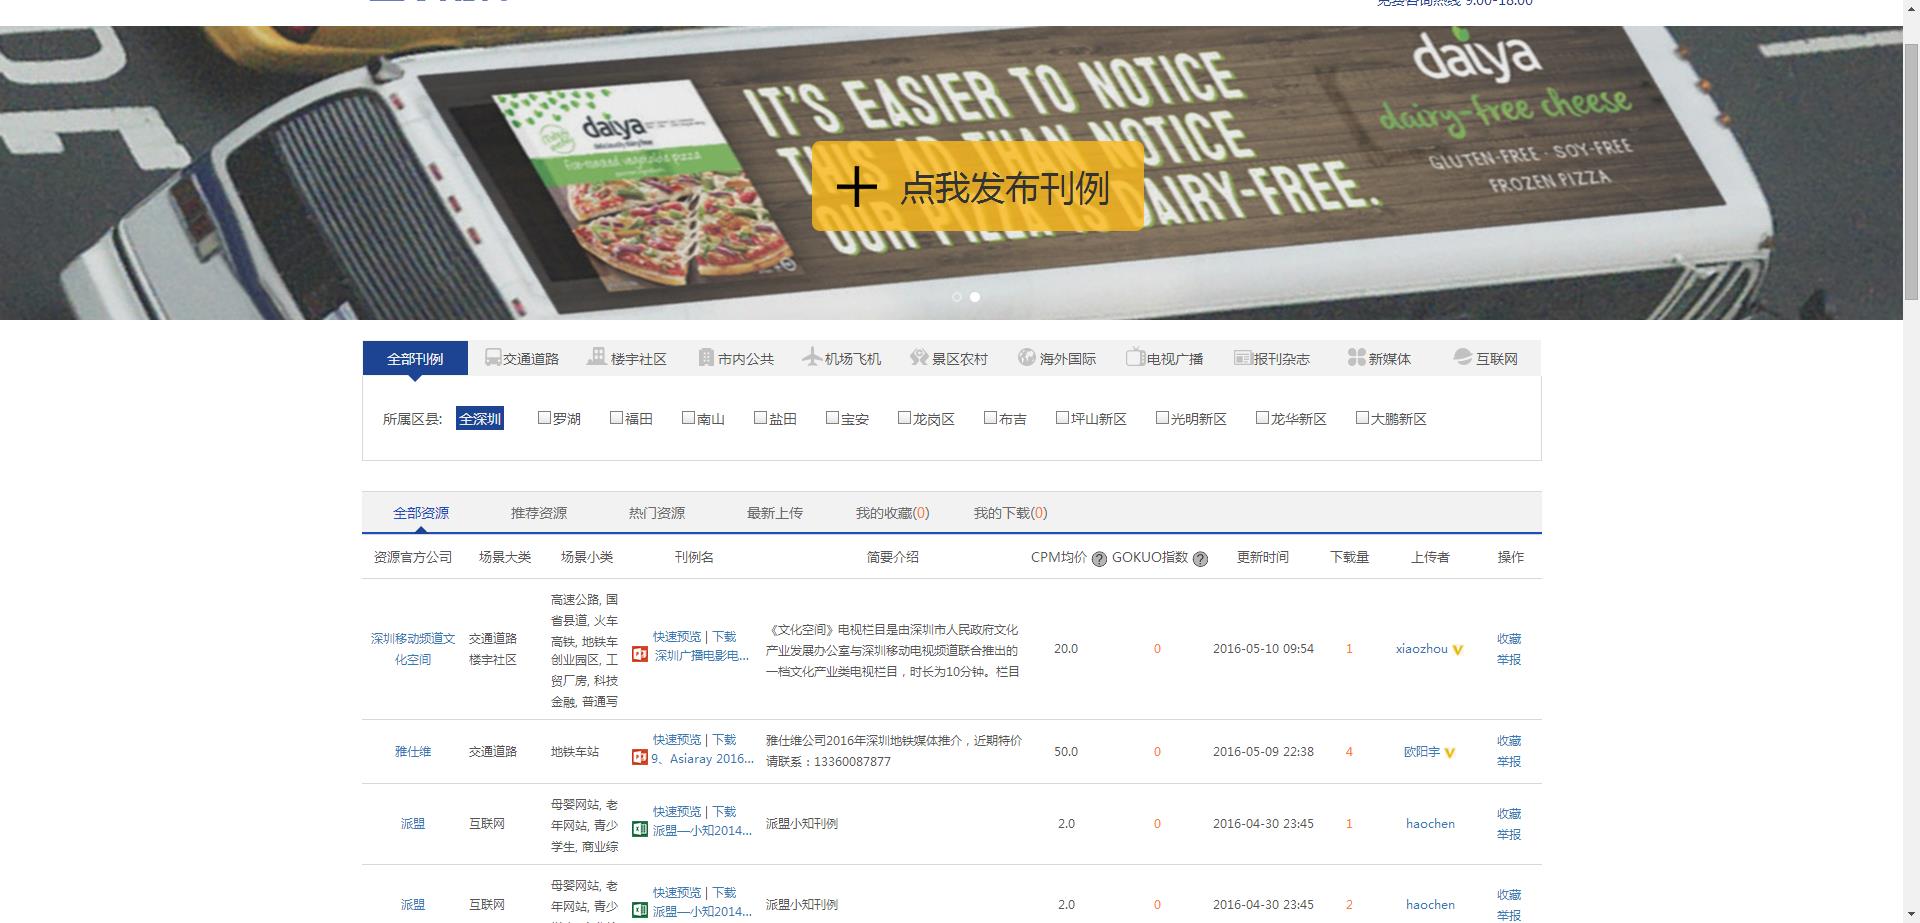 免费咨询热线 9:00-18:00
daiya
dairy-free cheese
GLUTEN-FREE · SOY-FREE
FROZEN PIZZA
daiya
IT'S EASIER TO NOTICE
THIS AD THAN NOTICE
OUR PIZZA IS DAIRY-FREE.
点我发布刊例
全部刊例 交通道路 楼宇社区 市内公共 机场飞机 景区农村 海外国际 电视广播 报刊杂志 新媒体 互联网
所属区县: 全深圳 罗湖 福田 南山 盐田 宝安 龙岗区 布吉 坪山新区 光明新区 龙华新区 大鹏新区
全部资源 推荐资源 热门资源 最新上传 我的收藏(0) 我的下载(0)
资源官方公司 场景大类 场景小类 刊例名 简要介绍 CPM均价 ? GOKUO指数 ? 更新时间 下载量 上传者 操作
深圳移动频道文
化空间
交通道路
楼宇社区
高速公路, 国
省县道, 火车
高铁, 地铁车
创业园区, 工
贸厂房, 科技
金融, 普通写
快速预览 | 下载
深圳广播电影电...
《文化空间》电视栏目是由深圳市人民政府文化
产业发展办公室与深圳移动电视频道联合推出的
一档文化产业类电视栏目，时长为10分钟。栏目
20.0 0 2016-05-10 09:54 1 xiaozhou
收藏
举报
雅仕维 交通道路 地铁车站
快速预览 | 下载
9、Asiaray 2016...
雅仕维公司2016年深圳地铁媒体推介，近期特价
请联系：13360087877
50.0 0 2016-05-09 22:38 4 欧阳宇
收藏
举报
派盟 互联网
母婴网站, 老
年网站, 青少
学生, 商业综
快速预览 | 下载
派盟—小知2014...
派盟小知刊例 2.0 0 2016-04-30 23:45 1 haochen
收藏
举报
派盟 互联网
母婴网站, 老
年网站, 青少
快速预览 | 下载
派盟—小知2014...
派盟小知刊例 2.0 0 2016-04-30 23:45 2 haochen
收藏
举报